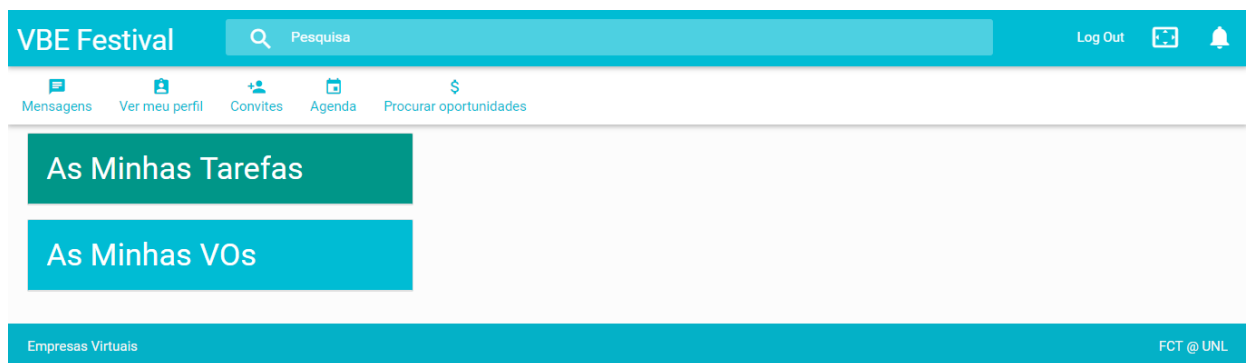 VBE Festival
Pesquisa
Log Out
Mensagens
Ver meu perfil
Convites
Agenda
Procurar oportunidades
As Minhas Tarefas
As Minhas VOs
Empresas Virtuais
FCT @ UNL